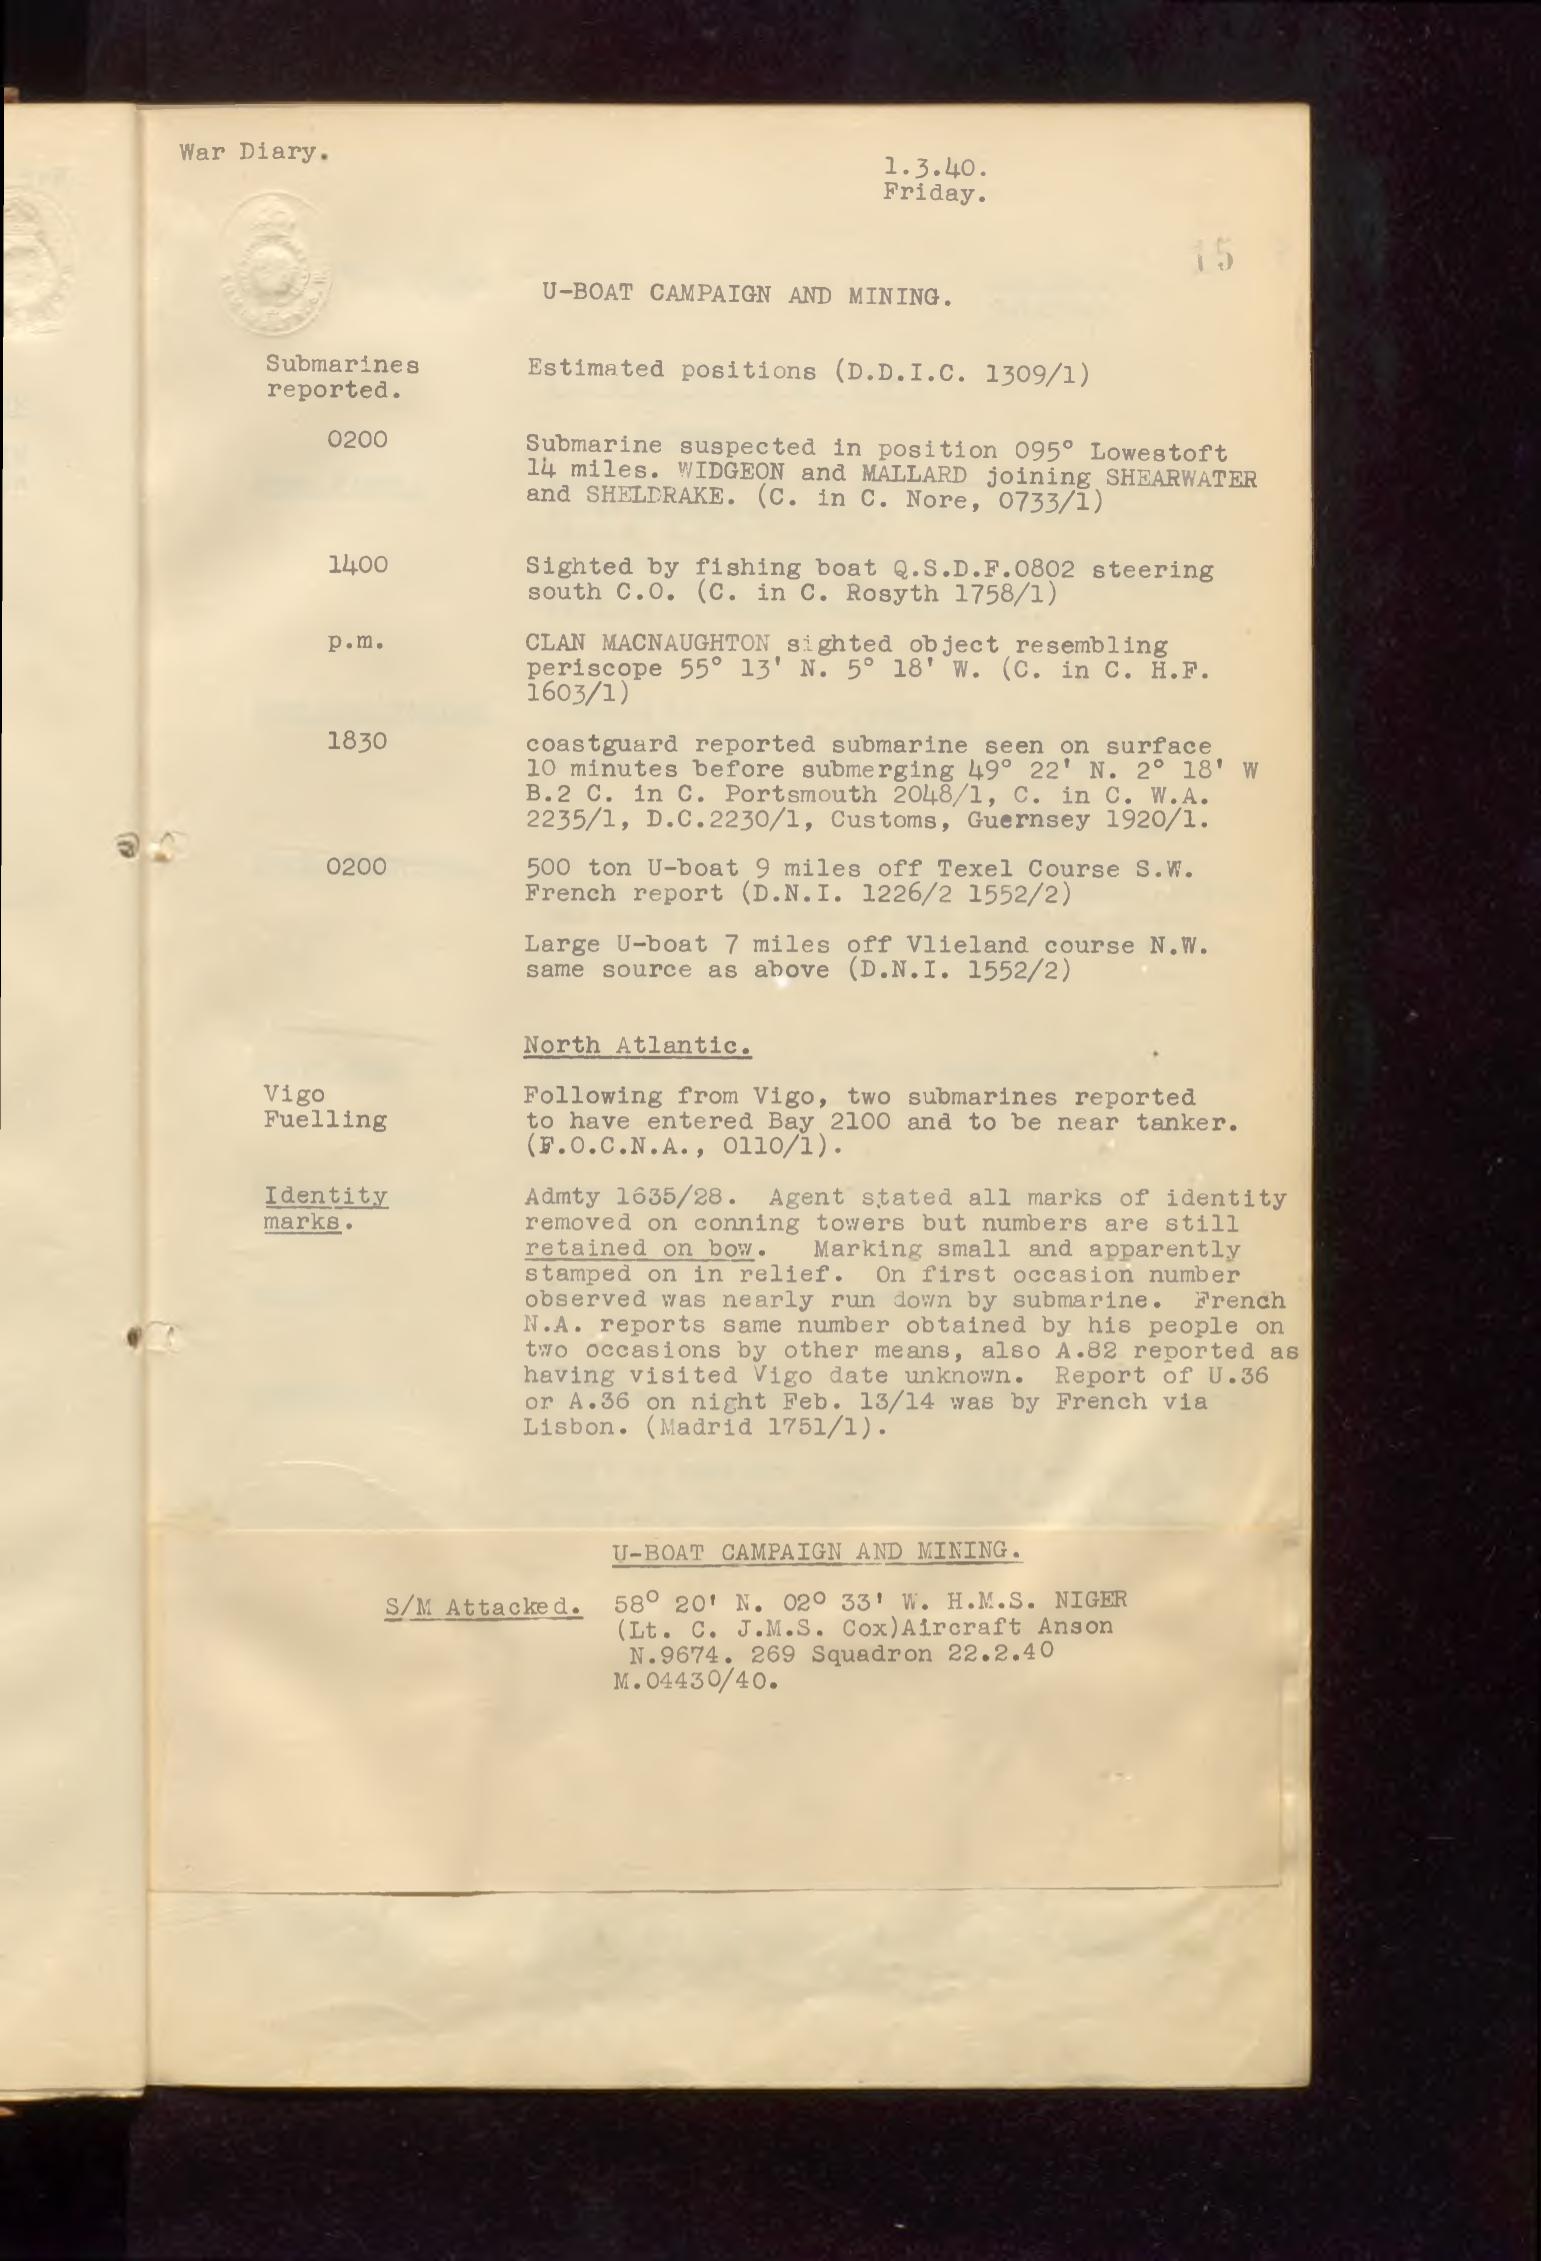 War Diary.
1.3.40.
Friday.
15
U-BOAT CAMPAIGN AND MINING.
Submarines
reported.
Estimated positions (D.D.I.C. 1309/1)
0200
Submarine suspected in position 095° Lowestoft
14 miles. WIDGEON and MALLARD joining SHEARWATER
and SHELDRAKE. (C. in C. Nore, 0733/1)
1400
Sighted by fishing boat Q.S.D.F.0802 steering
south C.O. (C. in C. Rosyth 1758/1)
p.m.
CLAN MACNAUGHTON sighted object resembling
periscope 55° 13' N. 5° 18' W. (C. in C. H.F.
1603/1)
1830
coastguard reported submarine seen on surface
10 minutes before submerging 49° 22' N. 2° 18' W
B.2 C. in C. Portsmouth 2048/1, C. in C. W.A.
2235/1, D.C.2230/1, Customs, Guernsey 1920/1.
0200
500 ton U-boat 9 miles off Texel Course S.W.
French report (D.N.I. 1226/2 1552/2)
Large U-boat 7 miles off Vlieland course N.W.
same source as above (D.N.I. 1552/2)
North Atlantic.
Vigo
Fuelling
Following from Vigo, two submarines reported
to have entered Bay 2100 and to be near tanker.
(F.O.C.N.A., 0110/1).
Identity
marks.
Admty 1635/28. Agent stated all marks of identity
removed on conning towers but numbers are still
retained on bow. Marking small and apparently
stamped on in relief. On first occasion number
observed was nearly run down by submarine. French
N.A. reports same number obtained by his people on
two occasions by other means, also A.82 reported as
having visited Vigo date unknown. Report of U.36
or A.36 on night Feb. 13/14 was by French via
Lisbon. (Madrid 1751/1).
U-BOAT CAMPAIGN AND MINING.
S/M Attacked.
58° 20' N. 02° 33' W. H.M.S. NIGER
(Lt. C. J.M.S. Cox)Aircraft Anson
N.9674. 269 Squadron 22.2.40
M.04430/40.